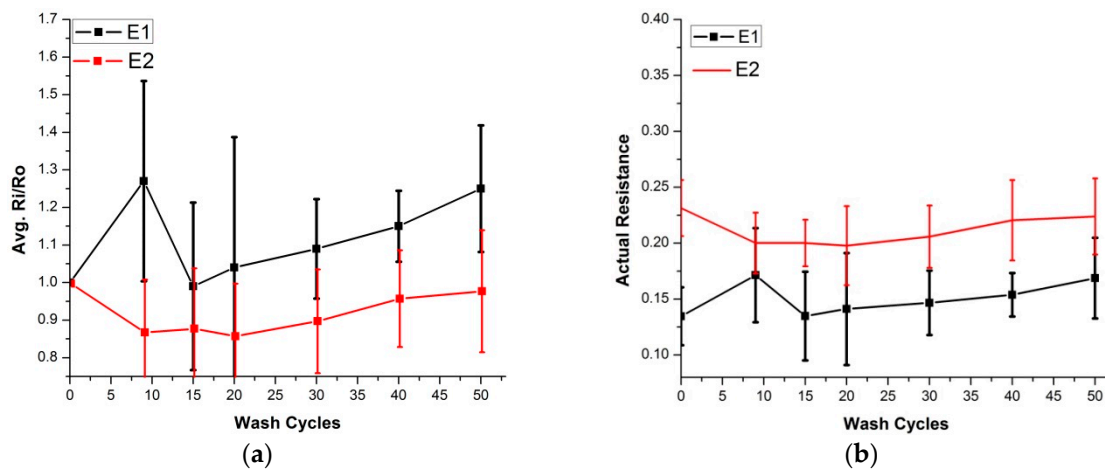 1.7
1.6
1.5
1.4
1.3
1.2
1.1
1.0
0.9
0.8
Avg. Ri/Ro
E1
E2
0 5 10 15 20 25 30 35 40 45 50
Wash Cycles
(a)
0.40
0.35
0.30
0.25
0.20
0.15
0.10
Actual Resistance
E1
E2
0 5 10 15 20 25 30 35 40 45 50
Wash Cycles
(b)